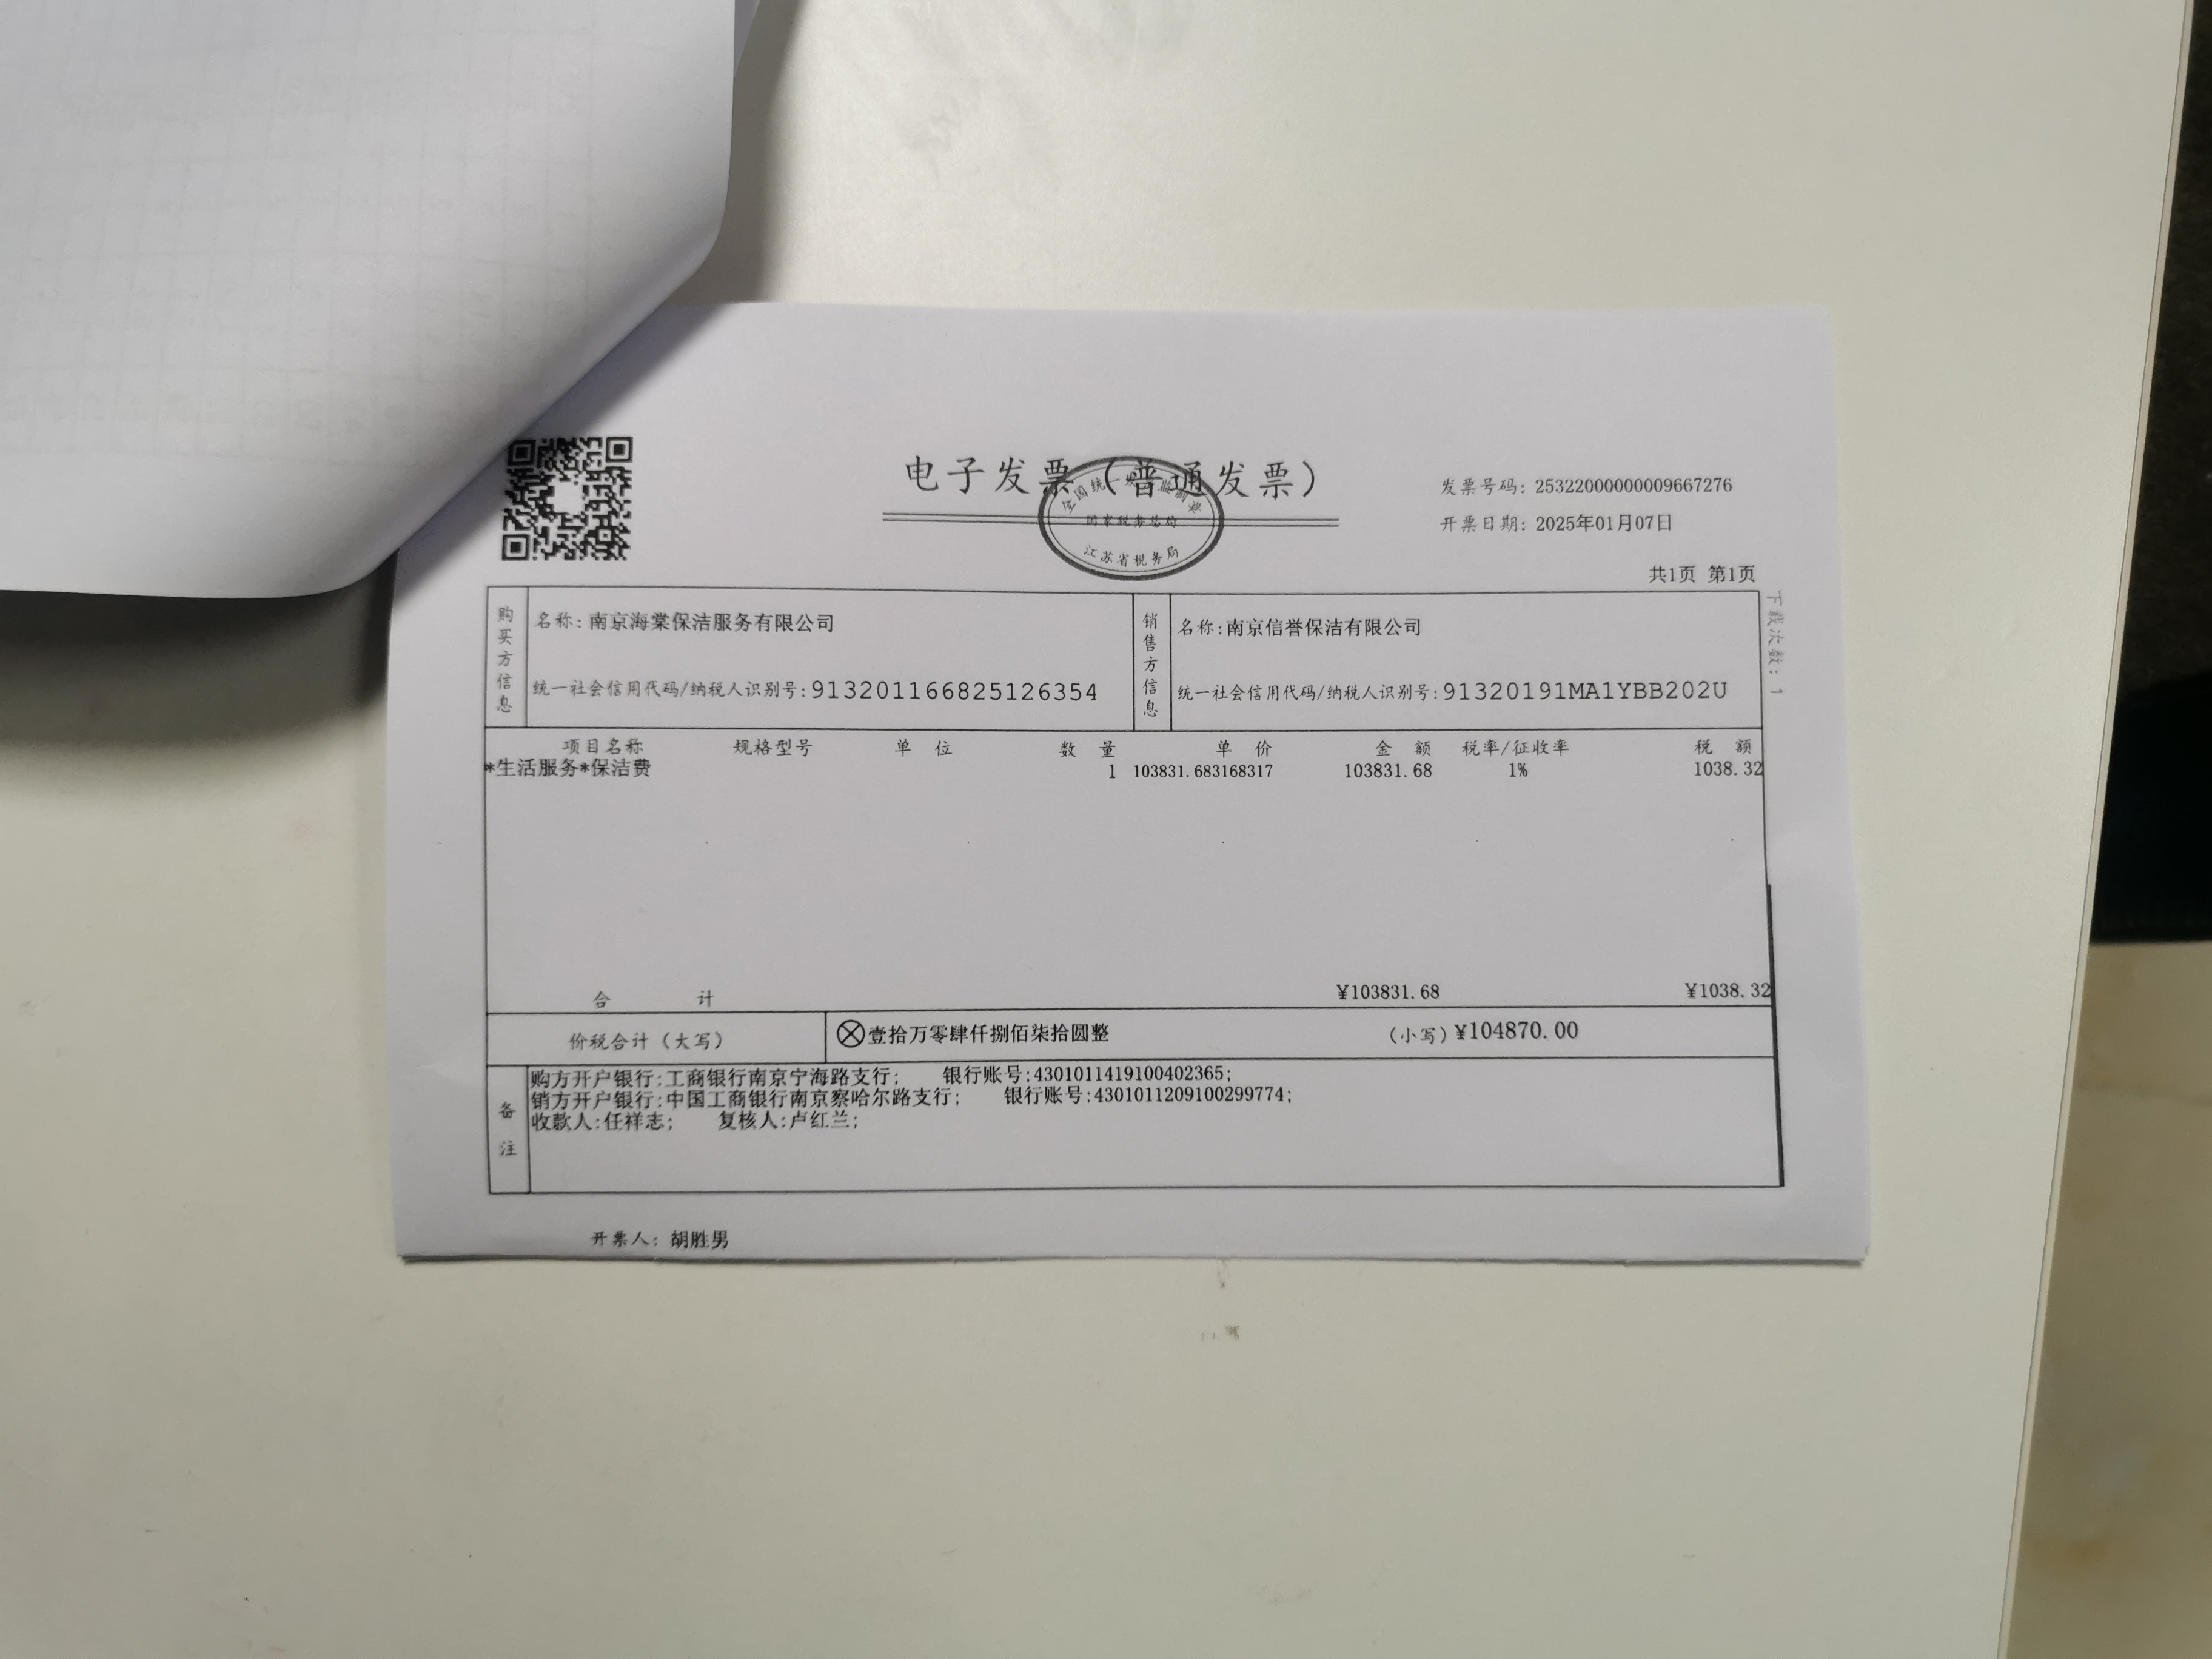 电子发票（普通发票）
全国统一发票监制章
国家税务总局
江苏省税务局
发票号码：25322000000009667276
开票日期：2025年01月07日
共1页 第1页
下载次数：1
购买方信息
名称：南京海棠保洁服务有限公司
统一社会信用代码/纳税人识别号：913201166825126354
销售方信息
名称：南京信誉保洁有限公司
统一社会信用代码/纳税人识别号：91320191MA1YBB202U
项目名称 规格型号 单位 数量 单价 金额 税率/征收率 税额
*生活服务*保洁费 1 103831.683168317 103831.68 1% 1038.32
合计 ¥103831.68 ¥1038.32
价税合计（大写） ⊗壹拾万零肆仟捌佰柒拾圆整 （小写）¥104870.00
备注
购方开户银行:工商银行南京宁海路支行; 银行账号:4301011419100402365;
销方开户银行:中国工商银行南京察哈尔路支行; 银行账号:4301011209100299774;
收款人:任祥志; 复核人:卢红兰;
开票人：胡胜男